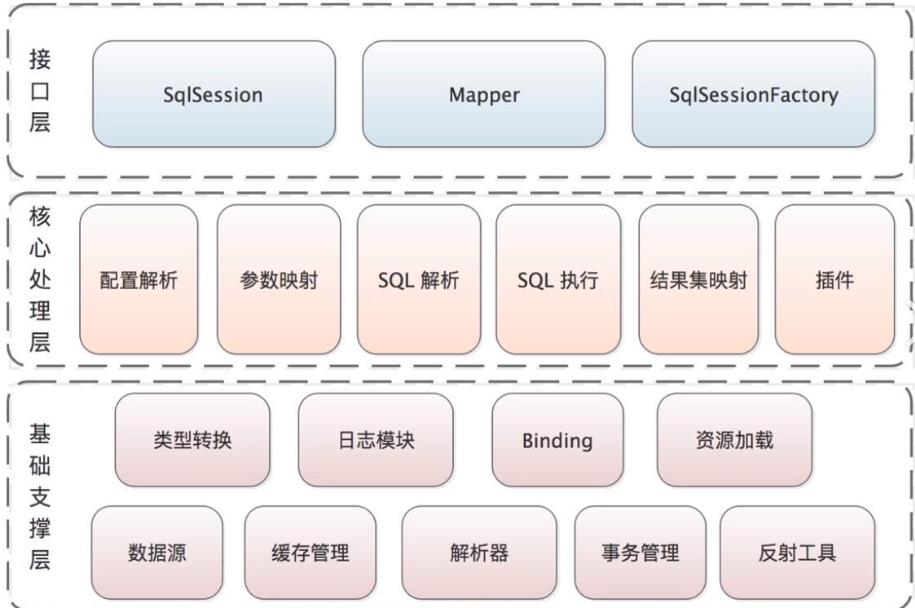 接口层
SqlSession
Mapper
SqlSessionFactory
核心处理层
配置解析
参数映射
SQL 解析
SQL 执行
结果集映射
插件
基础支撑层
类型转换
日志模块
Binding
资源加载
数据源
缓存管理
解析器
事务管理
反射工具